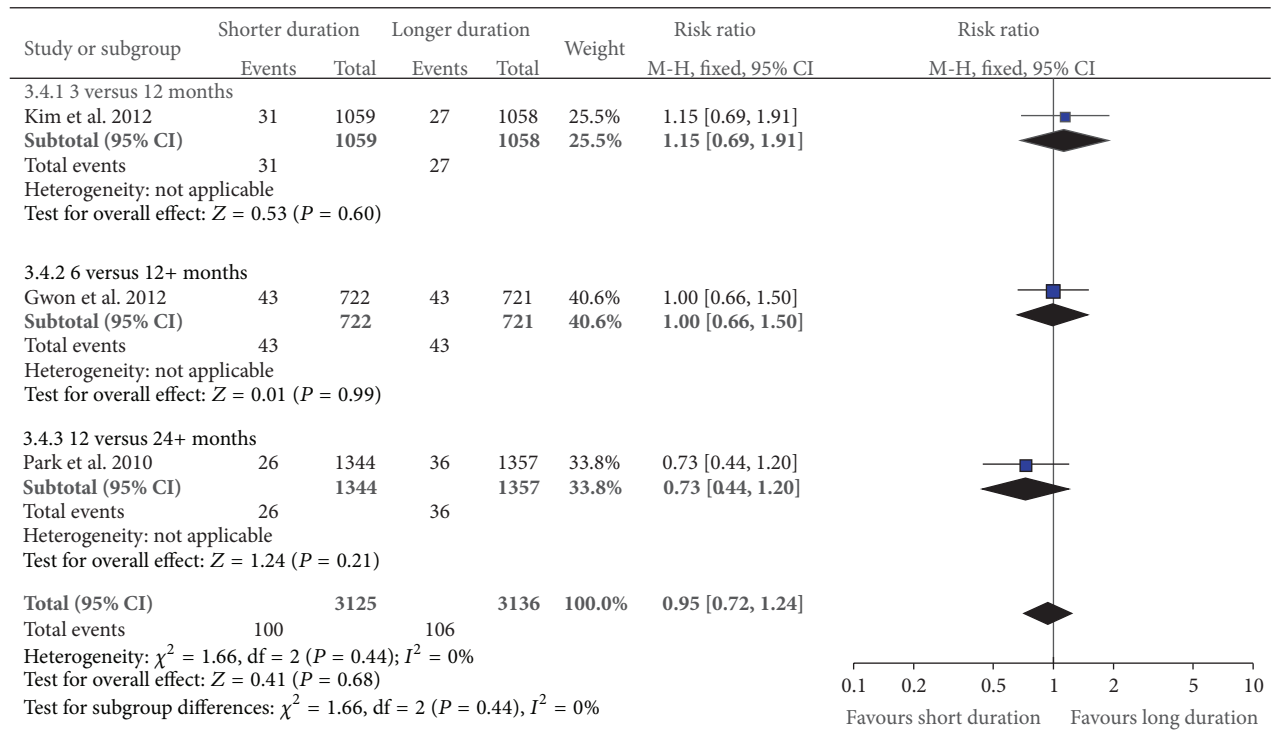 Study or subgroup Shorter duration Longer duration Weight Risk ratio Risk ratio
Events Total Events Total M-H, fixed, 95% CI M-H, fixed, 95% CI
3.4.1 3 versus 12 months
Kim et al. 2012 31 1059 27 1058 25.5% 1.15 [0.69, 1.91]
Subtotal (95% CI) 1059 1058 25.5% 1.15 [0.69, 1.91]
Total events 31 27
Heterogeneity: not applicable
Test for overall effect: Z = 0.53 (P = 0.60)
3.4.2 6 versus 12+ months
Gwon et al. 2012 43 722 43 721 40.6% 1.00 [0.66, 1.50]
Subtotal (95% CI) 722 721 40.6% 1.00 [0.66, 1.50]
Total events 43 43
Heterogeneity: not applicable
Test for overall effect: Z = 0.01 (P = 0.99)
3.4.3 12 versus 24+ months
Park et al. 2010 26 1344 36 1357 33.8% 0.73 [0.44, 1.20]
Subtotal (95% CI) 1344 1357 33.8% 0.73 [0.44, 1.20]
Total events 26 36
Heterogeneity: not applicable
Test for overall effect: Z = 1.24 (P = 0.21)
Total (95% CI) 3125 3136 100.0% 0.95 [0.72, 1.24]
Total events 100 106
Heterogeneity: χ² = 1.66, df = 2 (P = 0.44); I² = 0%
Test for overall effect: Z = 0.41 (P = 0.68)
Test for subgroup differences: χ² = 1.66, df = 2 (P = 0.44), I² = 0%
0.1 0.2 0.5 1 2 5 10
Favours short duration Favours long duration